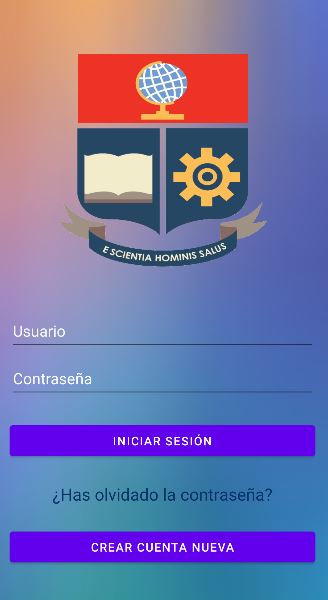 E SCIENTIA HOMINIS SALUS
Usuario
Contraseña
INICIAR SESIÓN
¿Has olvidado la contraseña?
CREAR CUENTA NUEVA